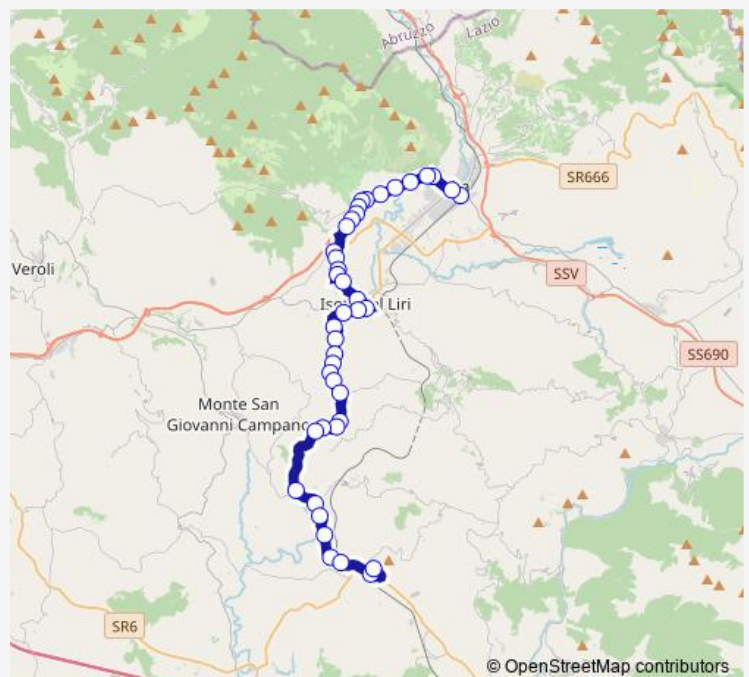 Abruzzo
Lazio
SR666
Veroli
SSV
SS690
Monte San
Giovanni Campano
SR6
© OpenStreetMap contributors